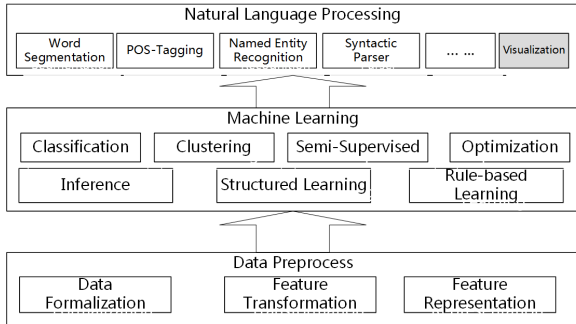 Natural Language Processing
Word Segmentation
POS-Tagging
Named Entity Recognition
Syntactic Parser
... ...
Visualization
Machine Learning
Classification
Clustering
Semi-Supervised
Optimization
Inference
Structured Learning
Rule-based Learning
Data Preprocess
Data Formalization
Feature Transformation
Feature Representation